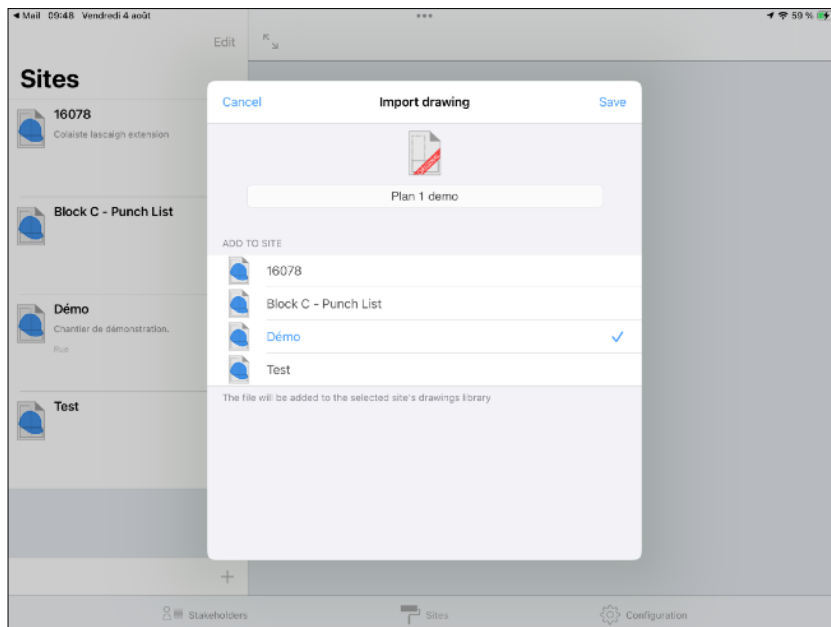 Mail 09:48 Vendredi 4 août
59 %
Edit
Sites
16078
Colaiste Iascaigh extension
Block C - Punch List
Démo
Chantier de démonstration.
Rue
Test
Cancel
Import drawing
Save
Plan 1 demo
ADD TO SITE
16078
Block C - Punch List
Démo
Test
The file will be added to the selected site's drawings library
Stakeholders
Sites
Configuration